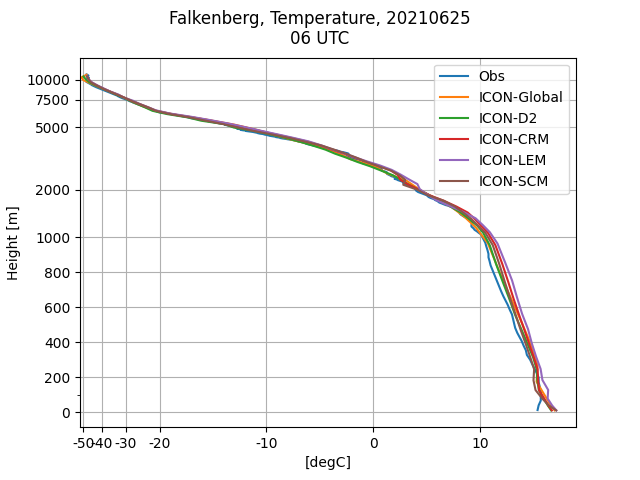 Falkenberg, Temperature, 20210625
06 UTC
10000
7500
5000
2000
1000
800
600
400
200
0
Height [m]
Obs
ICON-Global
ICON-D2
ICON-CRM
ICON-LEM
ICON-SCM
-50 -40 -30 -20 -10 0 10
[degC]